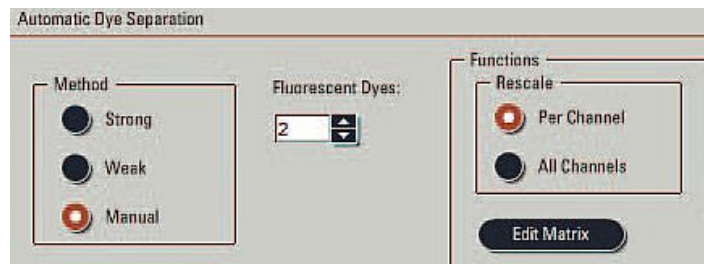 Automatic Dye Separation
Method
Strong
Weak
Manual
Fluorescent Dyes:
2
Functions
Rescale
Per Channel
All Channels
Edit Matrix